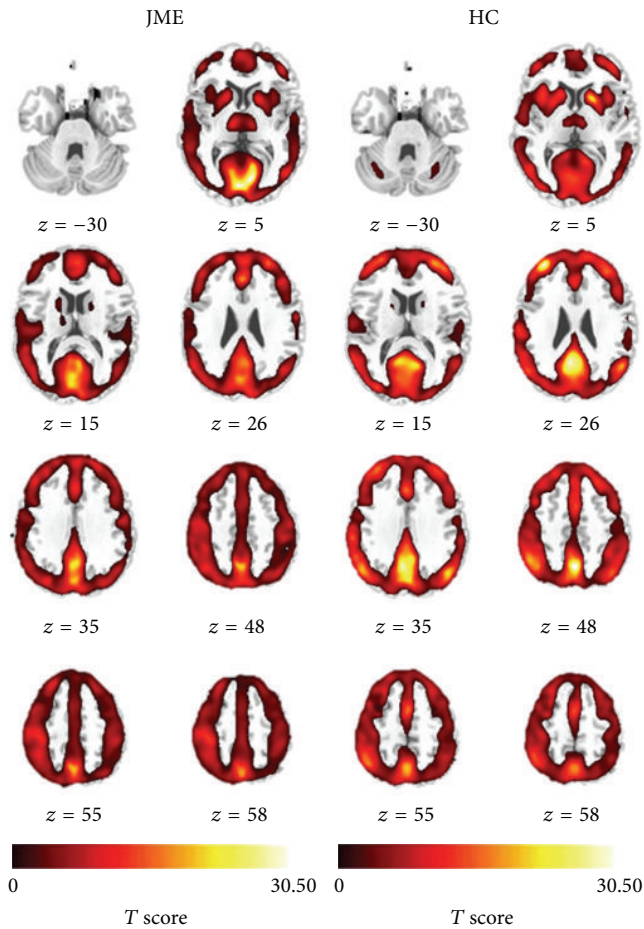 JME HC
z = −30 z = 5 z = −30 z = 5
z = 15 z = 26 z = 15 z = 26
z = 35 z = 48 z = 35 z = 48
z = 55 z = 58 z = 55 z = 58
0 30.50 0 30.50
T score T score